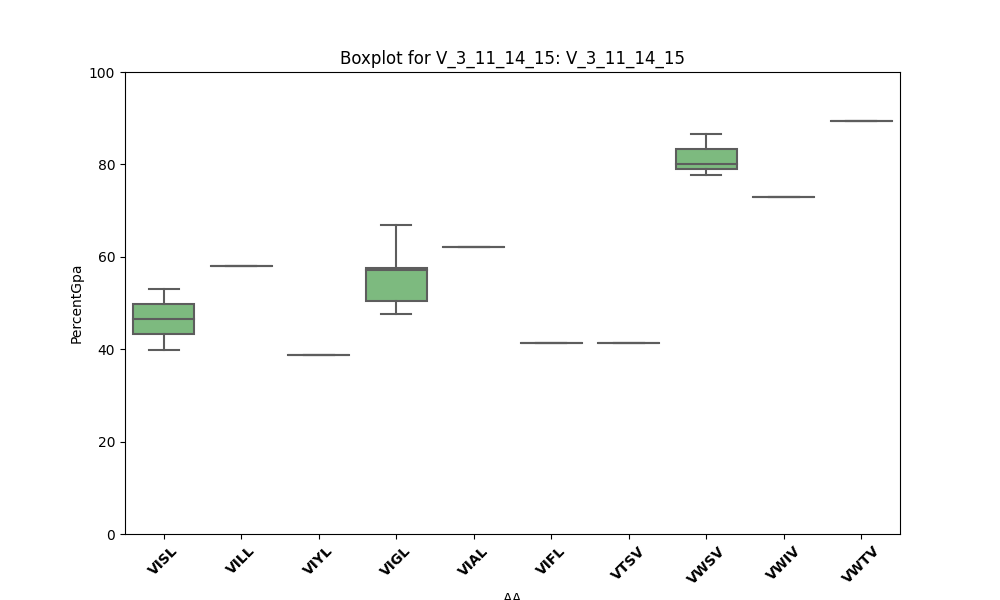 Boxplot for V_3_11_14_15: V_3_11_14_15
100
80
60
40
20
0
PercentGpa
VISL
VILL
VIYL
VIGL
VIAL
VIFL
VTSV
VWSV
VWIV
VWTV
AA